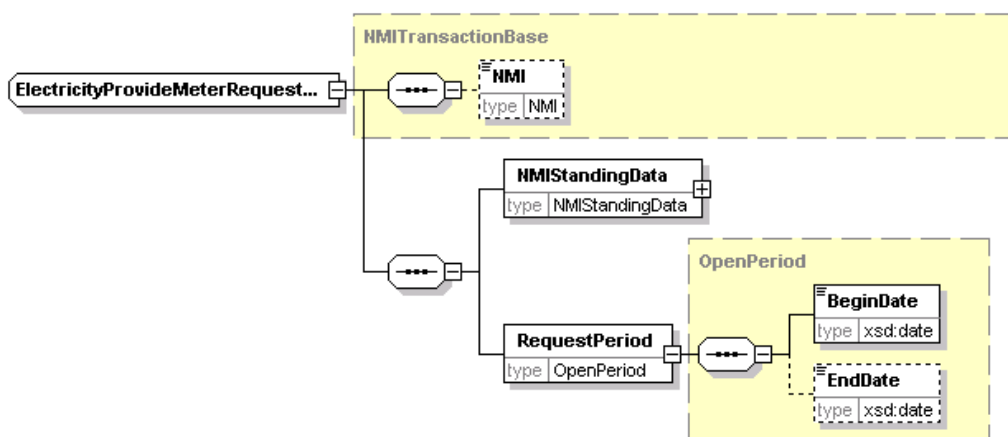 NMITransactionBase
ElectricityProvideMeterRequest...
NMI
type NMI
NMIStandingData
type NMIStandingData
OpenPeriod
BeginDate
type xsd:date
RequestPeriod
type OpenPeriod
EndDate
type xsd:date